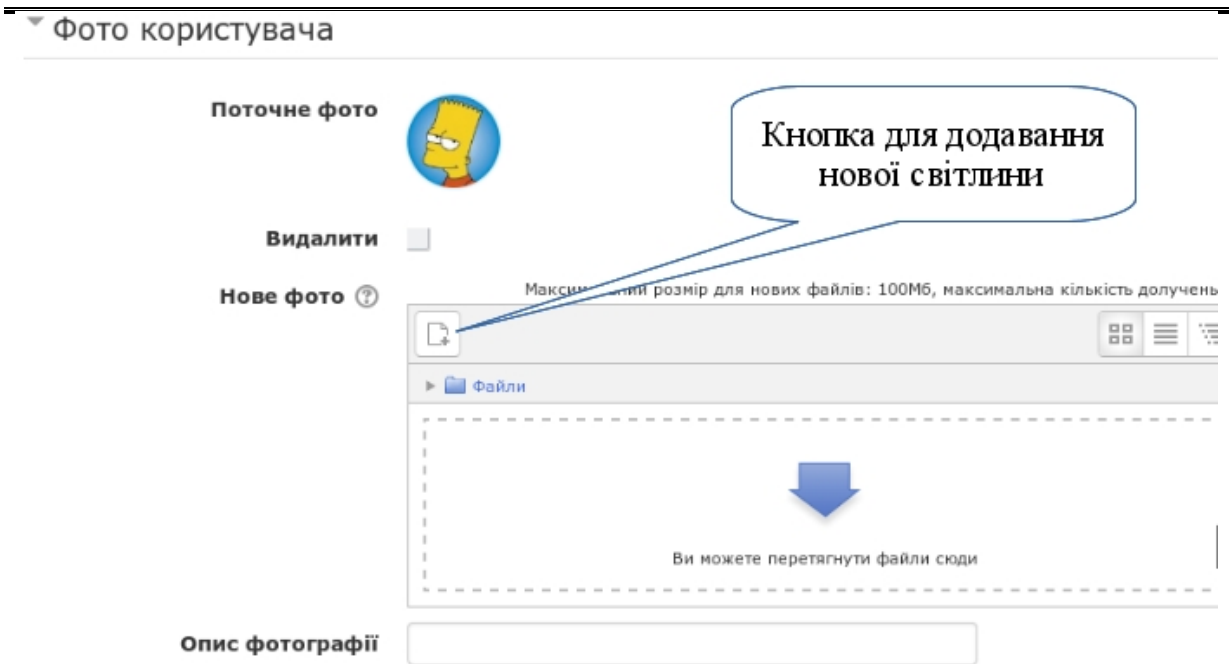 Фото користувача
Поточне фото
Кнопка для додавання
нової світлини
Видалити
Нове фото
Максимальний розмір для нових файлів: 100Мб, максимальна кількість долучень
Файли
Ви можете перетягнути файли сюди
Опис фотографії